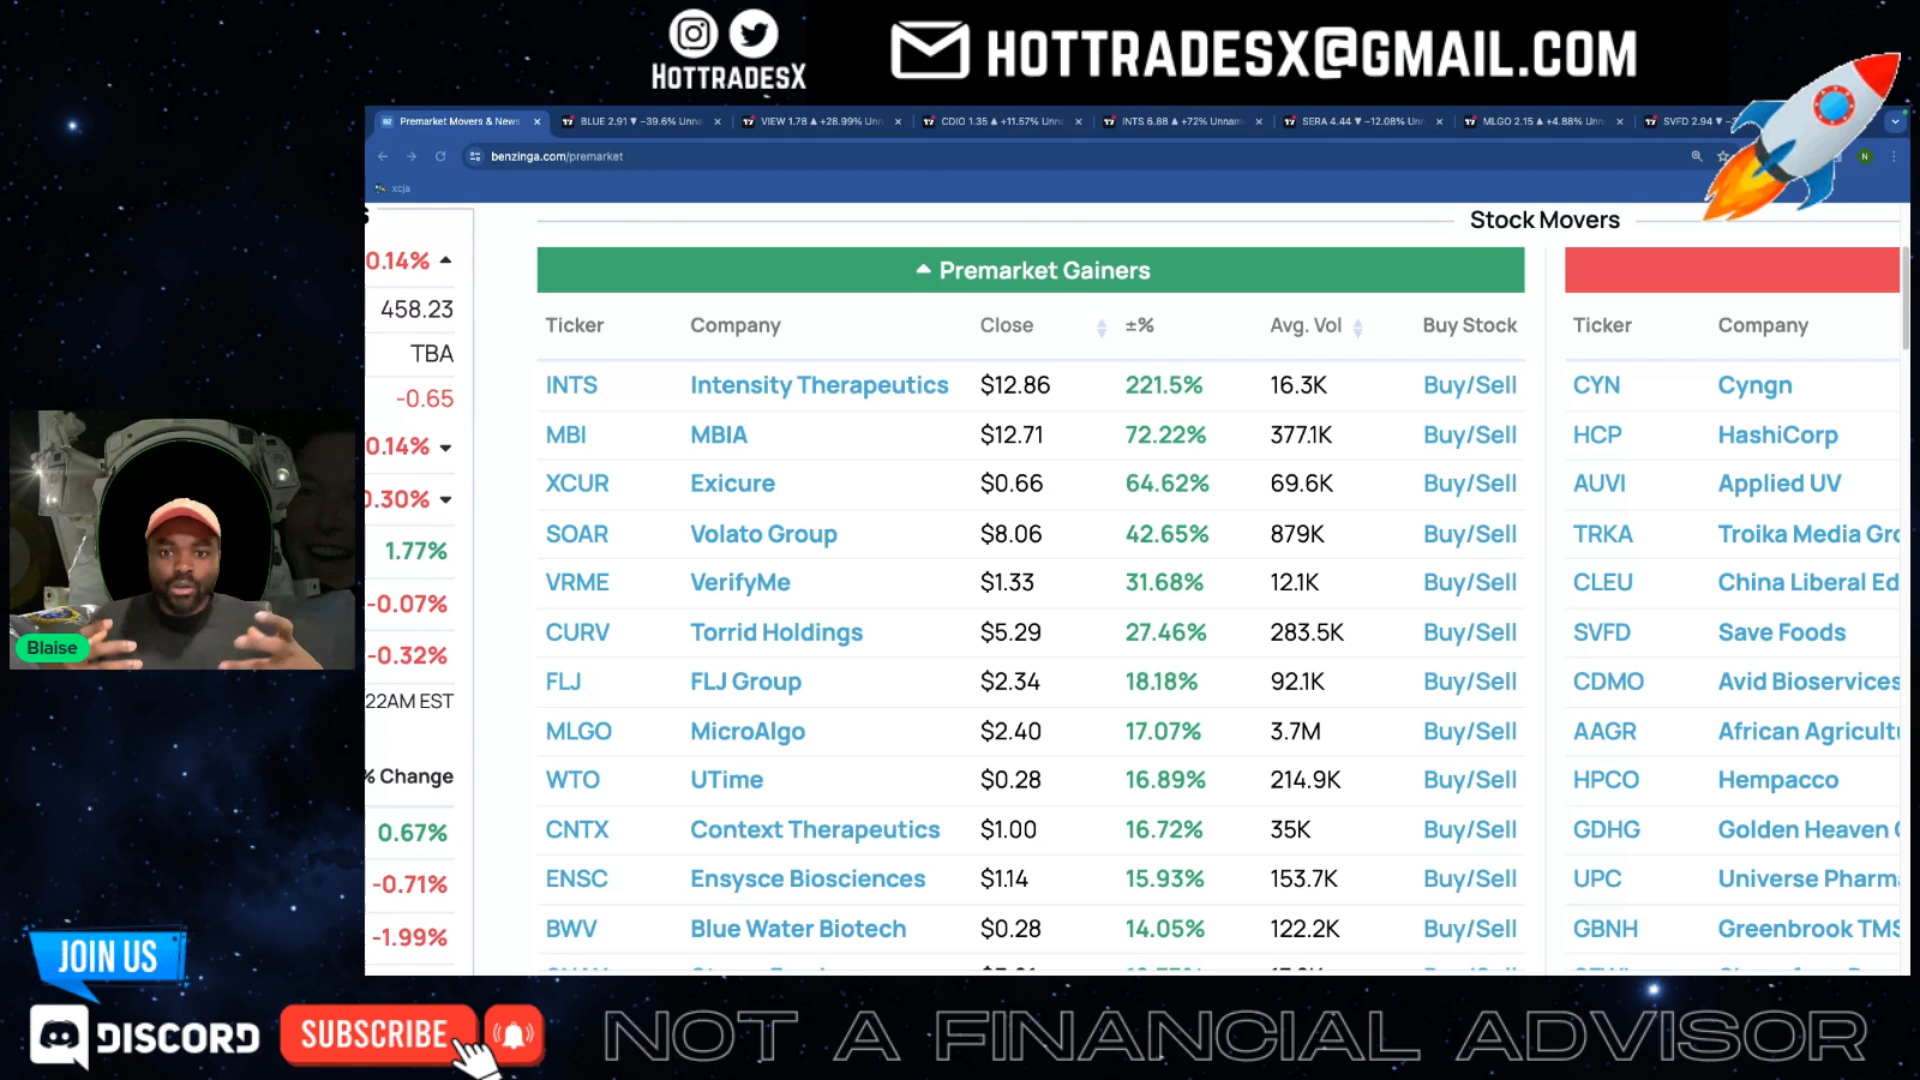 HOTTRADESX
HOTTRADESX@GMAIL.COM
Premarket Movers & News
BLUE 2.91 ▼ −39.6% Unna
VIEW 1.78 ▲ +28.99% Unn
CDIO 1.35 ▲ +11.57% Unna
INTS 6.88 ▲ +72% Unnam
SERA 4.44 ▼ −12.08% Unn
MLGO 2.15 ▲ +4.88% Unn
SVFD 2.94 ▼
benzinga.com/premarket
N
xcja
Stock Movers
0.14%
458.23
TBA
-0.65
0.14%
0.30%
1.77%
-0.07%
-0.32%
22AM EST
% Change
0.67%
-0.71%
-1.99%
Premarket Gainers
Ticker Company Close ±% Avg. Vol Buy Stock
INTS Intensity Therapeutics $12.86 221.5% 16.3K Buy/Sell
MBI MBIA $12.71 72.22% 377.1K Buy/Sell
XCUR Exicure $0.66 64.62% 69.6K Buy/Sell
SOAR Volato Group $8.06 42.65% 879K Buy/Sell
VRME VerifyMe $1.33 31.68% 12.1K Buy/Sell
CURV Torrid Holdings $5.29 27.46% 283.5K Buy/Sell
FLJ FLJ Group $2.34 18.18% 92.1K Buy/Sell
MLGO MicroAlgo $2.40 17.07% 3.7M Buy/Sell
WTO UTime $0.28 16.89% 214.9K Buy/Sell
CNTX Context Therapeutics $1.00 16.72% 35K Buy/Sell
ENSC Ensysce Biosciences $1.14 15.93% 153.7K Buy/Sell
BWV Blue Water Biotech $0.28 14.05% 122.2K Buy/Sell
Ticker Company
CYN Cyngn
HCP HashiCorp
AUVI Applied UV
TRKA Troika Media Gro
CLEU China Liberal Ed
SVFD Save Foods
CDMO Avid Bioservices
AAGR African Agricult
HPCO Hempacco
GDHG Golden Heaven
UPC Universe Pharm
GBNH Greenbrook TMS
Blaise
JOIN US
DISCORD
SUBSCRIBE
NOT A FINANCIAL ADVISOR